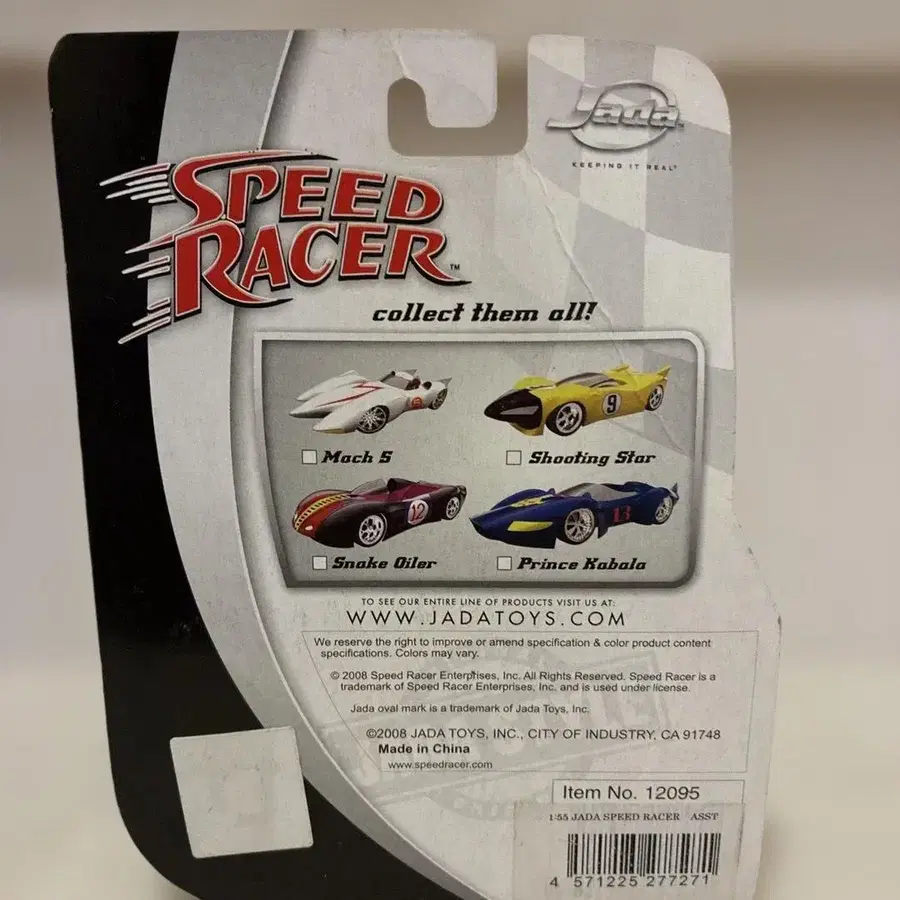 Jada
KEEPING IT REAL
SPEED
RACER™
collect them all!
9
Mach 5
Shooting Star
12
13
Snake Oiler
Prince Kabala
TO SEE OUR ENTIRE LINE OF PRODUCTS VISIT US AT:
WWW.JADATOYS.COM
We reserve the right to improve or amend specification & color product content
specifications. Colors may vary.
© 2008 Speed Racer Enterprises, Inc. All Rights Reserved. Speed Racer is a
trademark of Speed Racer Enterprises, Inc. and is used under license.
Jada oval mark is a trademark of Jada Toys, Inc.
©2008 JADA TOYS, INC., CITY OF INDUSTRY, CA 91748
Made in China
www.speedracer.com
Item No. 12095
1:55 JADA SPEED RACER ASST
4 571225 277271